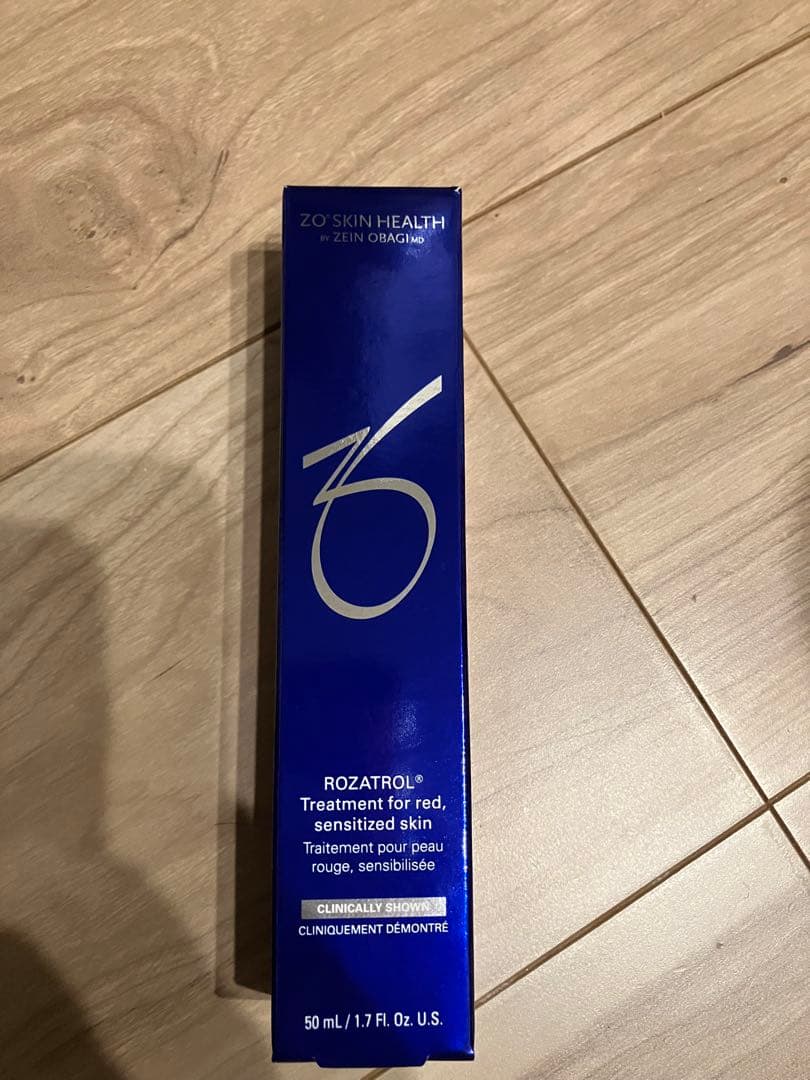 ZO® SKIN HEALTH
BY ZEIN OBAGI MD
ZO
ROZATROL®
Treatment for red,
sensitized skin
Traitement pour peau
rouge, sensibilisée
CLINICALLY SHOWN
CLINIQUEMENT DÉMONTRÉ
50 mL / 1.7 Fl. Oz. U.S.